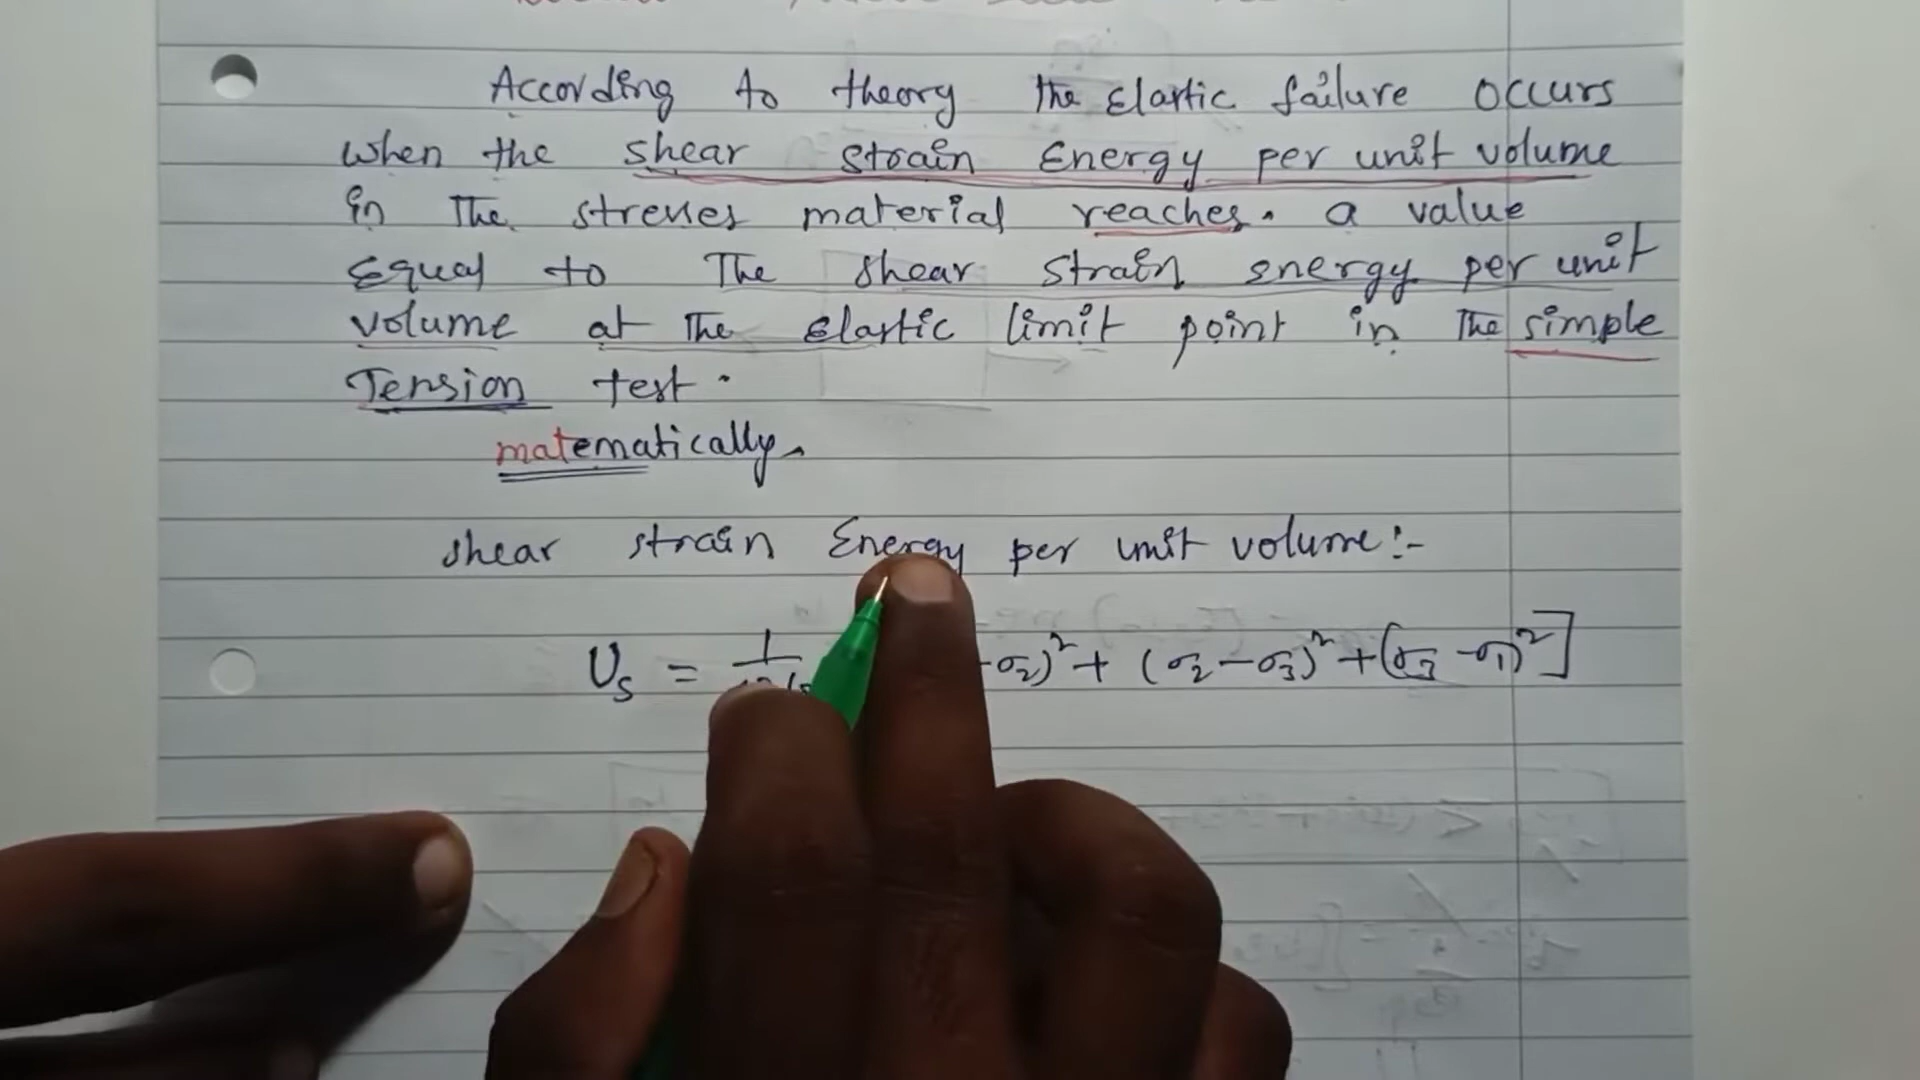 According to theory the elastic failure occurs
when the shear strain Energy per unit volume
in The stresses material reaches. a value
Equal to The shear strain energy per unit
volume at The elastic limit point in The simple
Tension test.
matematically.
shear strain Energy per unit volume:-
Us = 1 -σ2)² + (σ2-σ3)² + (σ3-σ1)²]